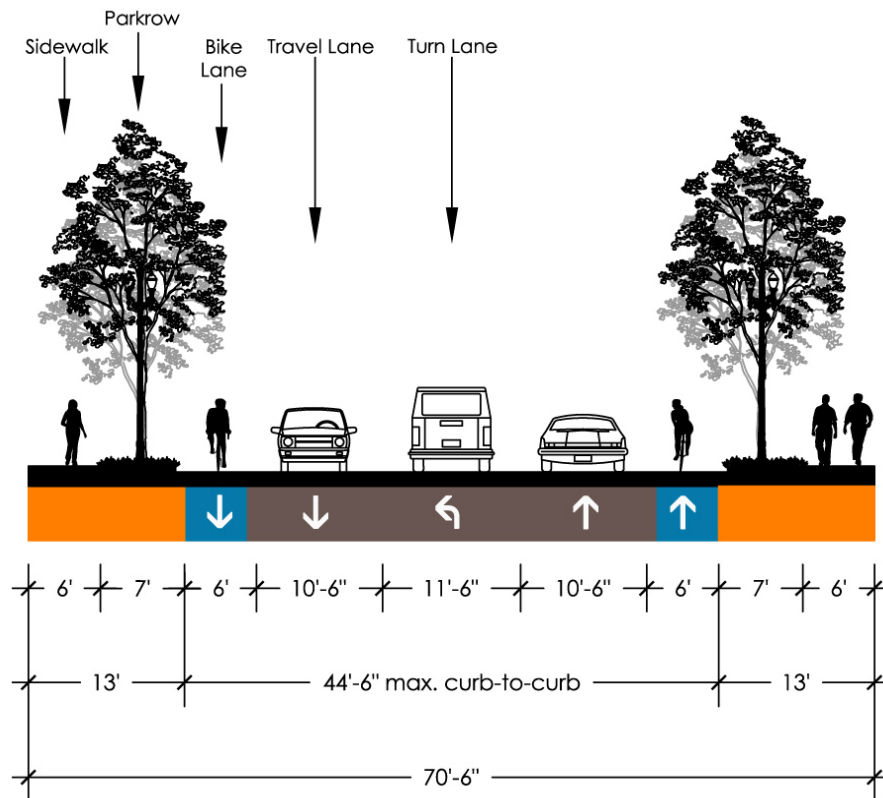 Parkrow
Sidewalk
Bike
Lane
Travel Lane
Turn Lane
6'
7'
6'
10'-6"
11'-6"
10'-6"
6'
7'
6'
13'
44'-6" max. curb-to-curb
13'
70'-6"